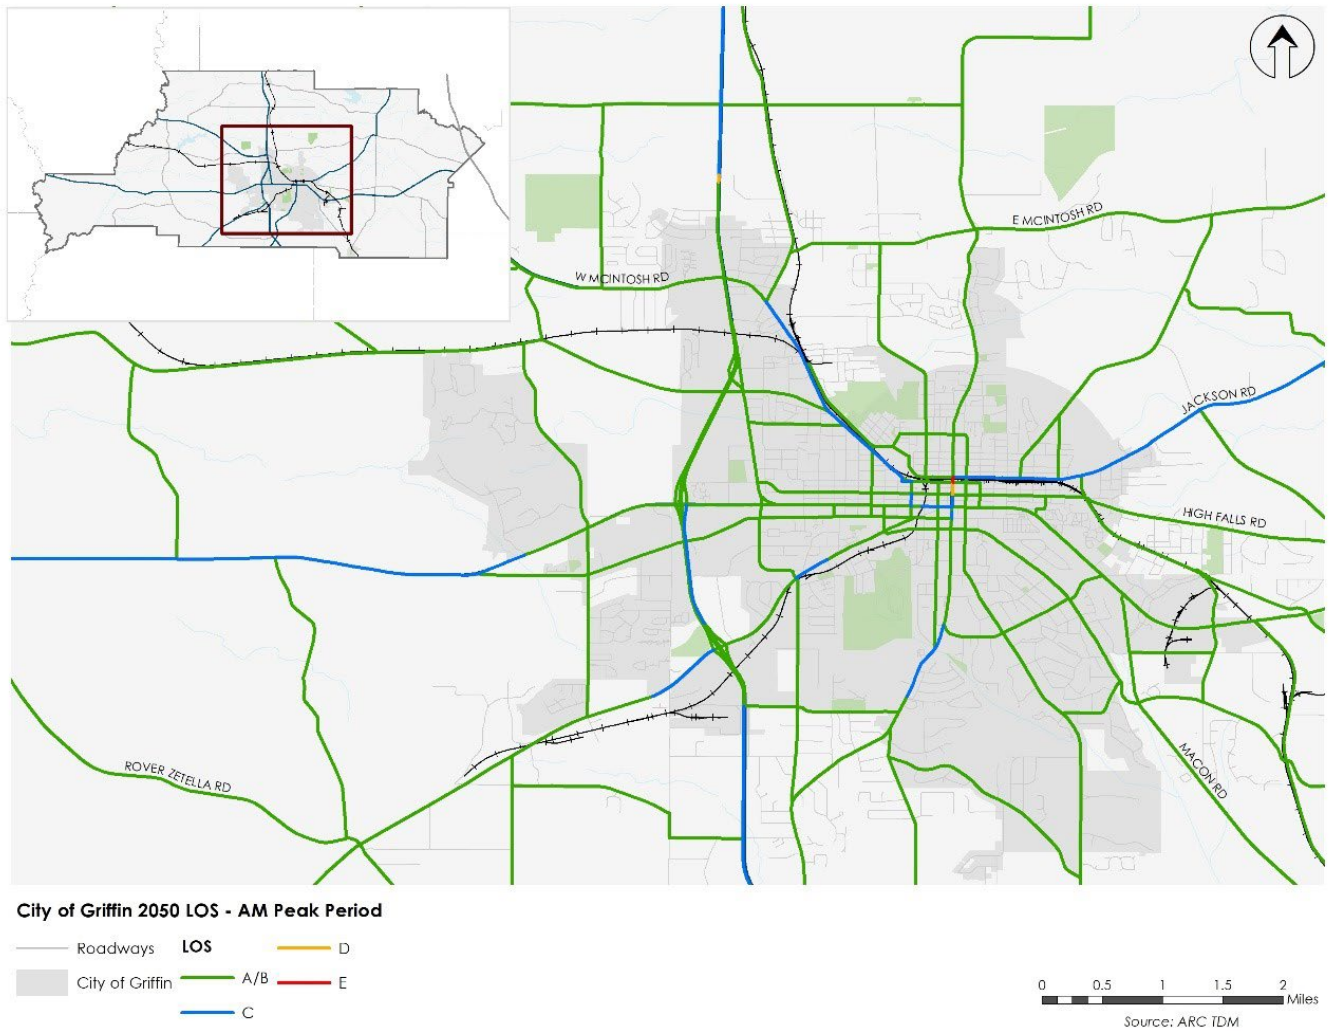 E MCINTOSH RD
W MCINTOSH RD
JACKSON RD
HIGH FALLS RD
MACON RD
ROVER ZETELLA RD
City of Griffin 2050 LOS - AM Peak Period
Roadways
City of Griffin
LOS
A/B
C
D
E
0 0.5 1 1.5 2
Miles
Source: ARC TDM